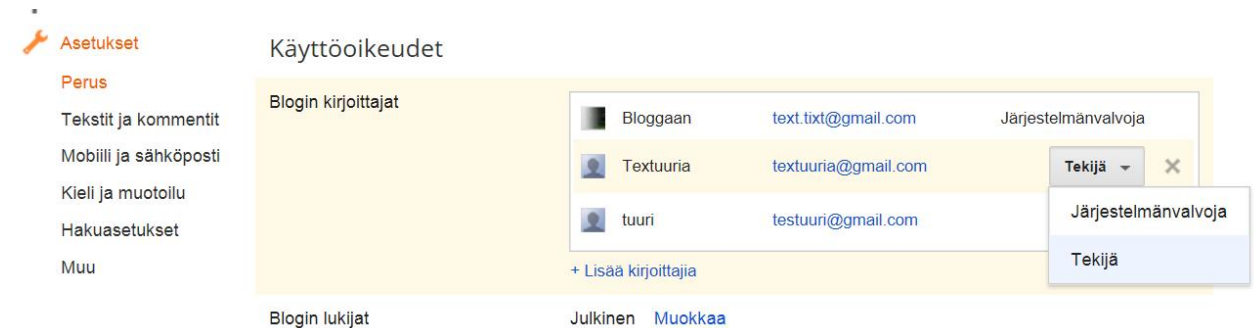 Asetukset
Perus
Tekstit ja kommentit
Mobiili ja sähköposti
Kieli ja muotoilu
Hakuasetukset
Muu
Käyttöoikeudet
Blogin kirjoittajat
Bloggaan text.tixt@gmail.com Järjestelmänvalvoja
Textuuria textuuria@gmail.com Tekijä
tuuri testuuri@gmail.com
Järjestelmänvalvoja
Tekijä
+ Lisää kirjoittajia
Blogin lukijat Julkinen Muokkaa